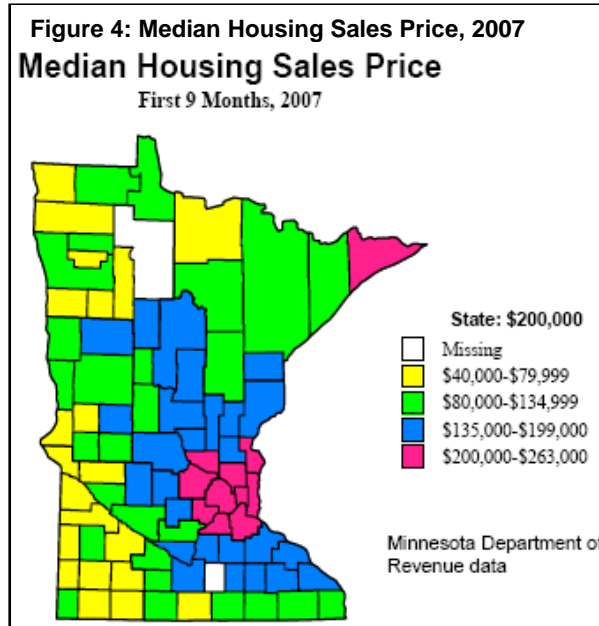 Figure 4: Median Housing Sales Price, 2007
Median Housing Sales Price
First 9 Months, 2007
State: $200,000
Missing
$40,000-$79,999
$80,000-$134,999
$135,000-$199,000
$200,000-$263,000
Minnesota Department of
Revenue data